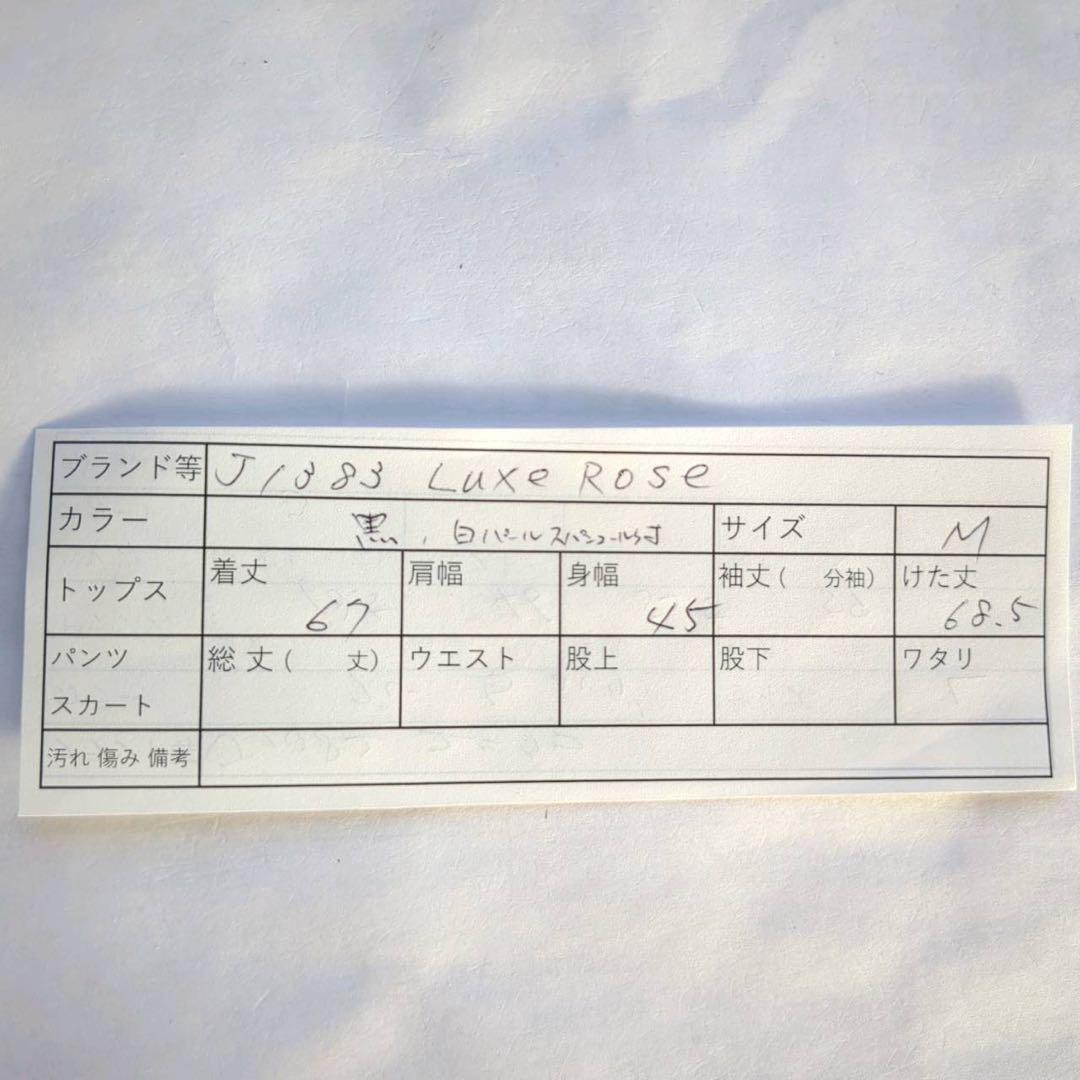 ブランド等 J1383 Luxe Rose
カラー 黒、白パール スパンコール付 サイズ M
トップス 着丈 67 肩幅 身幅 45 袖丈( 分袖) けた丈 68.5
パンツ 総丈( 丈) ウエスト 股上 股下 ワタリ
スカート
汚れ 傷み 備考